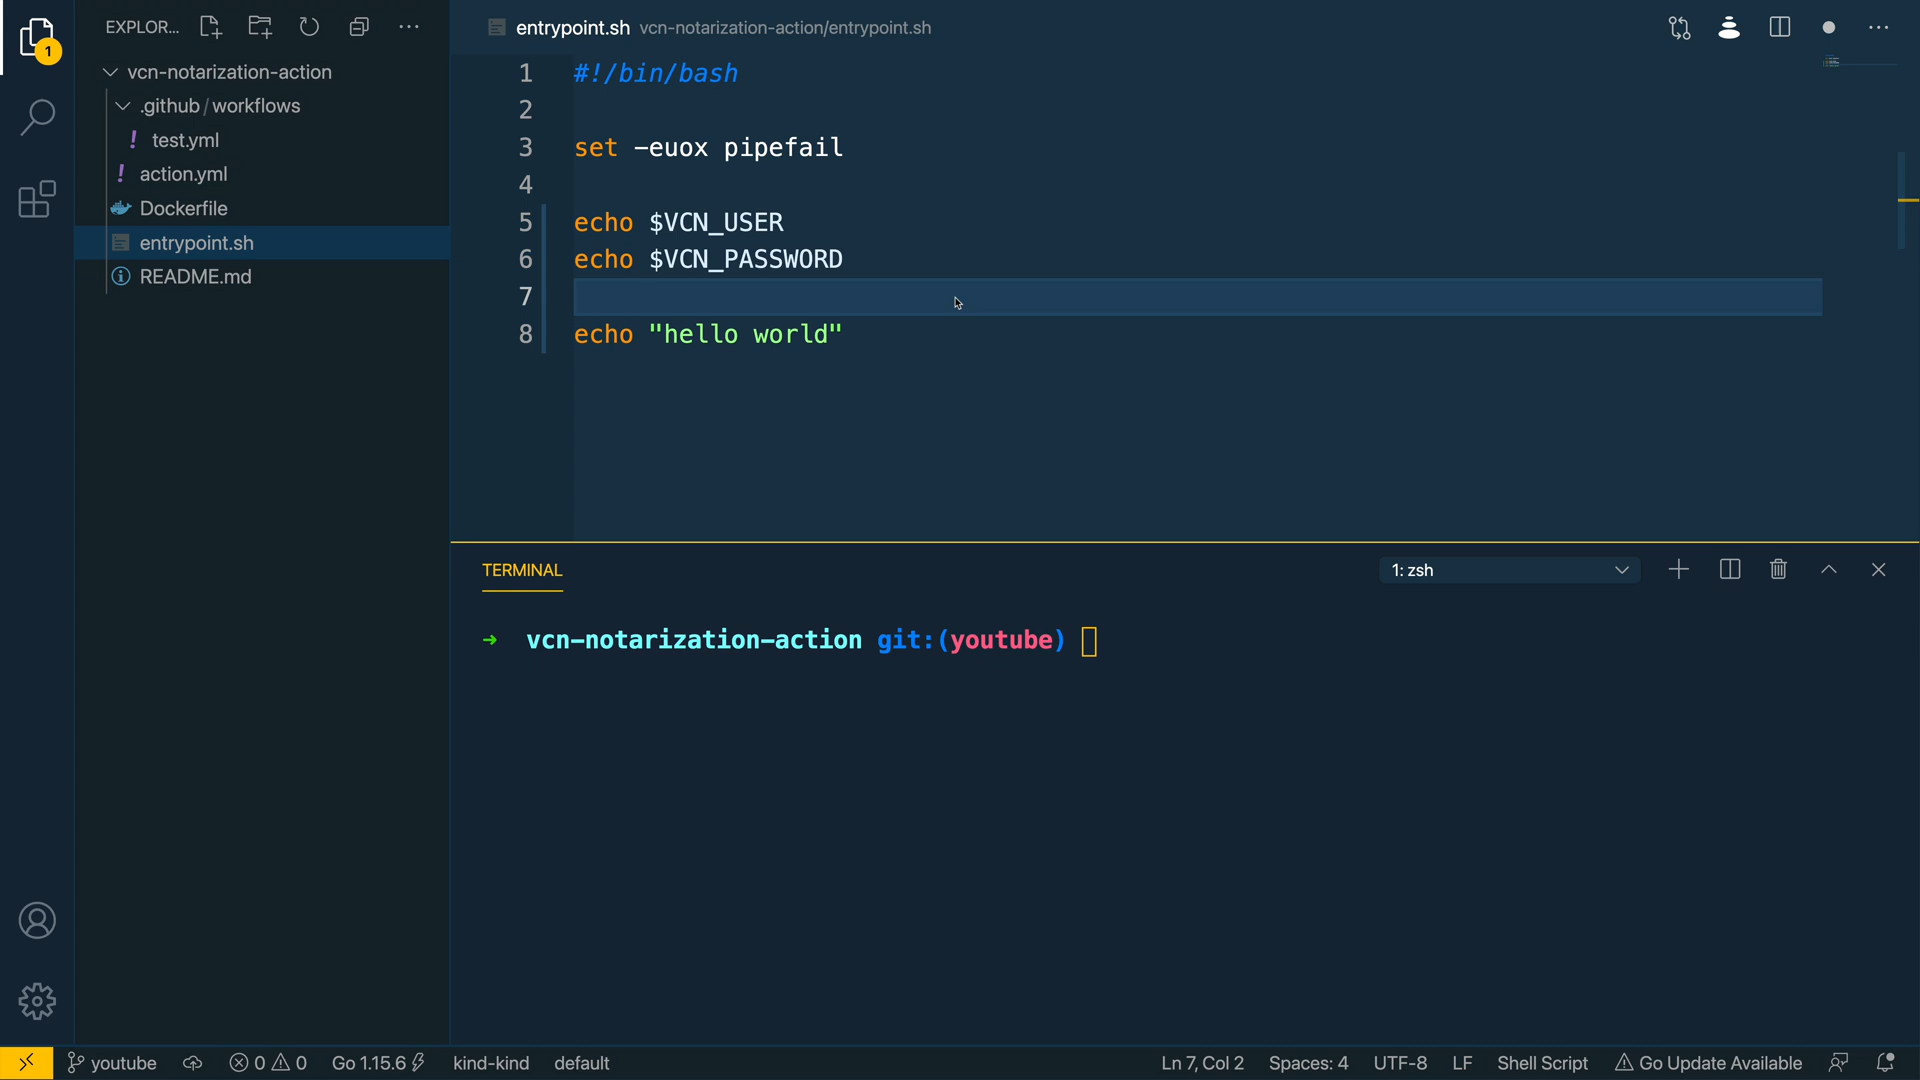 EXPLOR...
vcn-notarization-action
.github/workflows
! test.yml
! action.yml
Dockerfile
entrypoint.sh
README.md
1
entrypoint.sh vcn-notarization-action/entrypoint.sh
1 #!/bin/bash
2
3 set -euox pipefail
4
5 echo $VCN_USER
6 echo $VCN_PASSWORD
7
8 echo "hello world"
TERMINAL
1: zsh
➜ vcn-notarization-action git:(youtube)
youtube 0 0 Go 1.15.6 kind-kind default Ln 7, Col 2 Spaces: 4 UTF-8 LF Shell Script Go Update Available